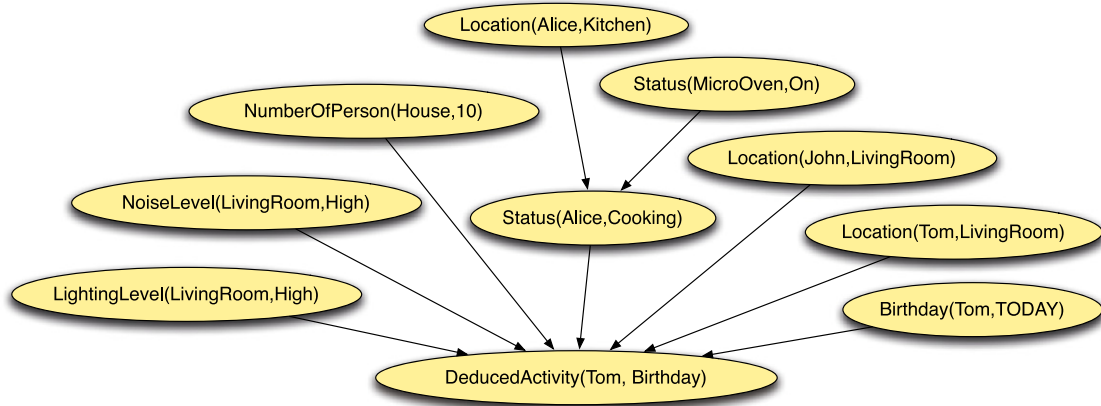 Location(Alice,Kitchen)
Status(MicroOven,On)
NumberOfPerson(House,10)
Location(John,LivingRoom)
NoiseLevel(LivingRoom,High)
Status(Alice,Cooking)
Location(Tom,LivingRoom)
LightingLevel(LivingRoom,High)
Birthday(Tom,TODAY)
DeducedActivity(Tom, Birthday)